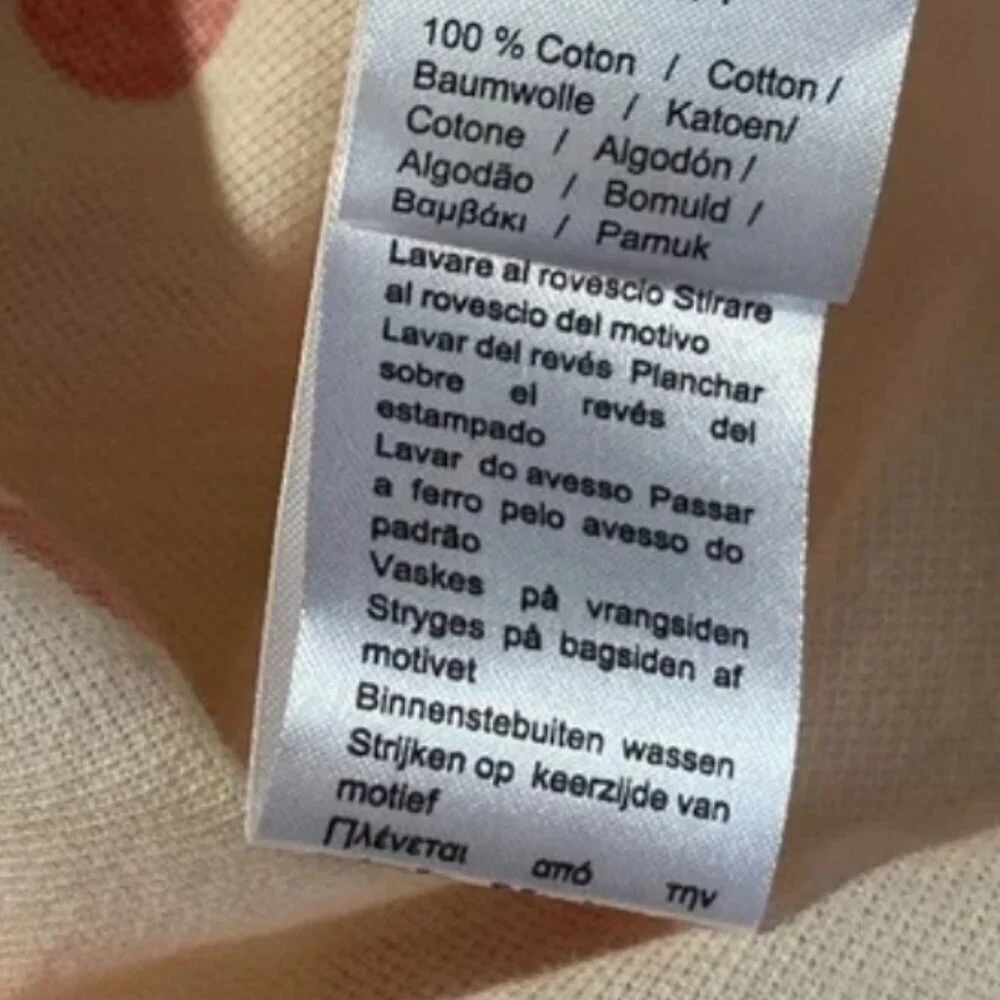 100 % Coton / Cotton /
Baumwolle / Katoen/
Cotone / Algodón /
Algodão / Bomuld /
Βαμβάκι / Pamuk
Lavare al rovescio Stirare
al rovescio del motivo
Lavar del revés Planchar
sobre el revés del
estampado
Lavar do avesso Passar
a ferro pelo avesso do
padrão
Vaskes på vrangsiden
Stryges på bagsiden af
motivet
Binnenstebuiten wassen
Strijken op keerzijde van
motief
Πλένεται από την